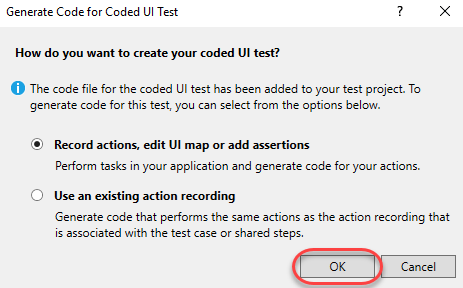 Generate Code for Coded UI Test
?
How do you want to create your coded UI test?
The code file for the coded UI test has been added to your test project. To
generate code for this test, you can select from the options below.
Record actions, edit UI map or add assertions
Perform tasks in your application and generate code for your actions.
Use an existing action recording
Generate code that performs the same actions as the action recording that
is associated with the test case or shared steps.
OK
Cancel